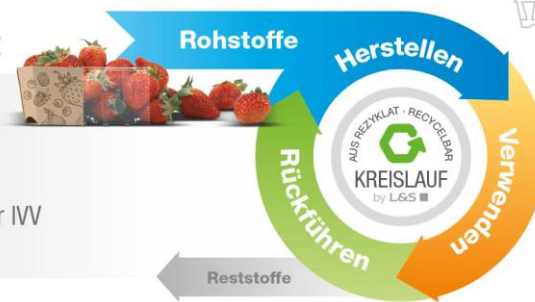 Rohstoffe
Herstellen
Verwenden
Rückführen
AUS REZYKLAT · RECYCELBAR
KREISLAUF
by L&S
IVV
Reststoffe